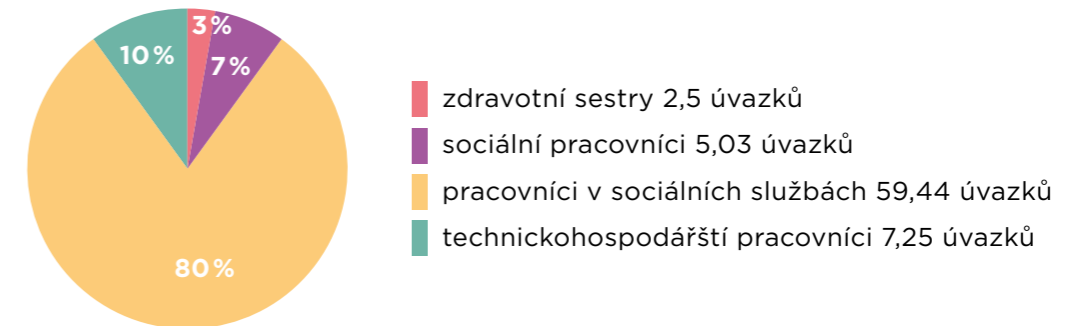 3%
10%
7%
80%
zdravotní sestry 2,5 úvazků
sociální pracovníci 5,03 úvazků
pracovníci v sociálních službách 59,44 úvazků
technickohospodářští pracovníci 7,25 úvazků